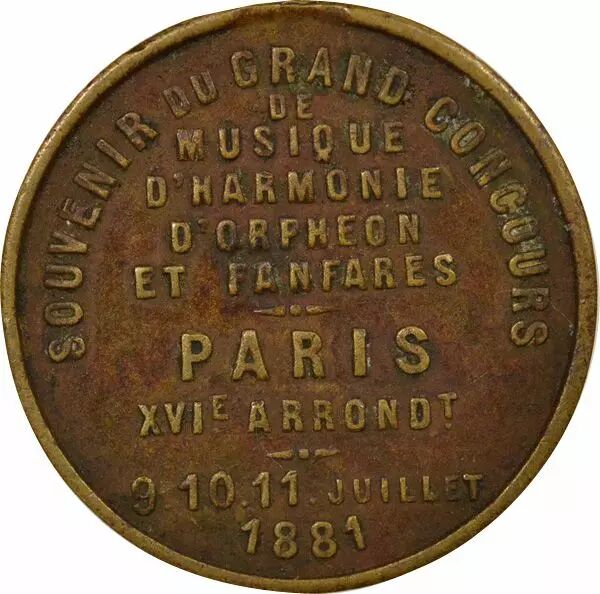 SOUVENIR DU GRAND CONCOURS
DE
MUSIQUE
D'HARMONIE
D'ORPHEON
ET FANFARES
PARIS
XVIE ARRONDT
9.10.11. JUILLET
1881